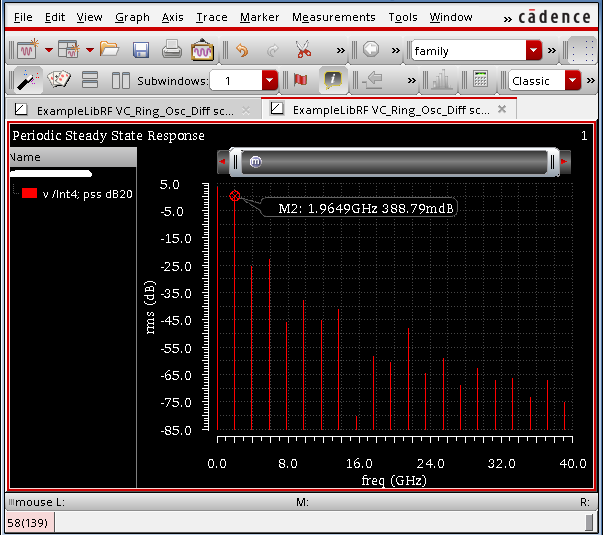 File Edit View Graph Axis Trace Marker Measurements Tools Window » cādence
» » family
Subwindows: 1 » Classic
ExampleLibRF VC_Ring_Osc_Diff sc... ExampleLibRF VC_Ring_Osc_Diff sc...
Periodic Steady State Response 1
Name
v /Int4; pss dB20
M2: 1.9649GHz 388.79mdB
5.0
-5.0
-15.0
-25.0
-35.0
-45.0
-55.0
-65.0
-75.0
-85.0
rms (dB)
0.0 8.0 16.0 24.0 32.0 40.0
freq (GHz)
mouse L: M: R:
58(139)